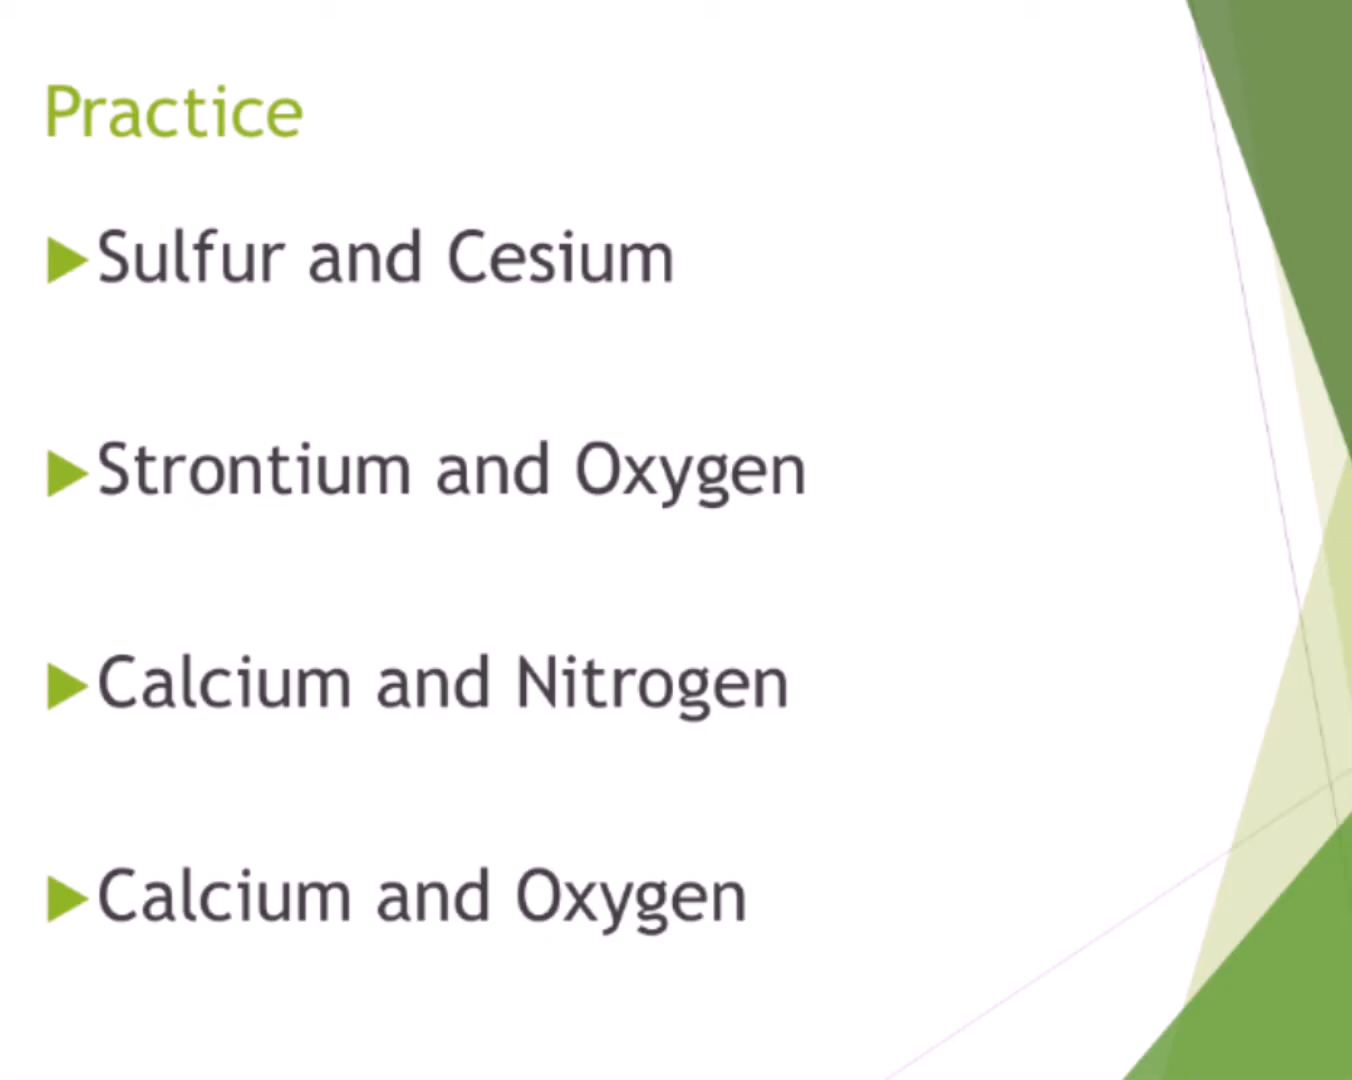 Practice
Sulfur and Cesium
Strontium and Oxygen
Calcium and Nitrogen
Calcium and Oxygen